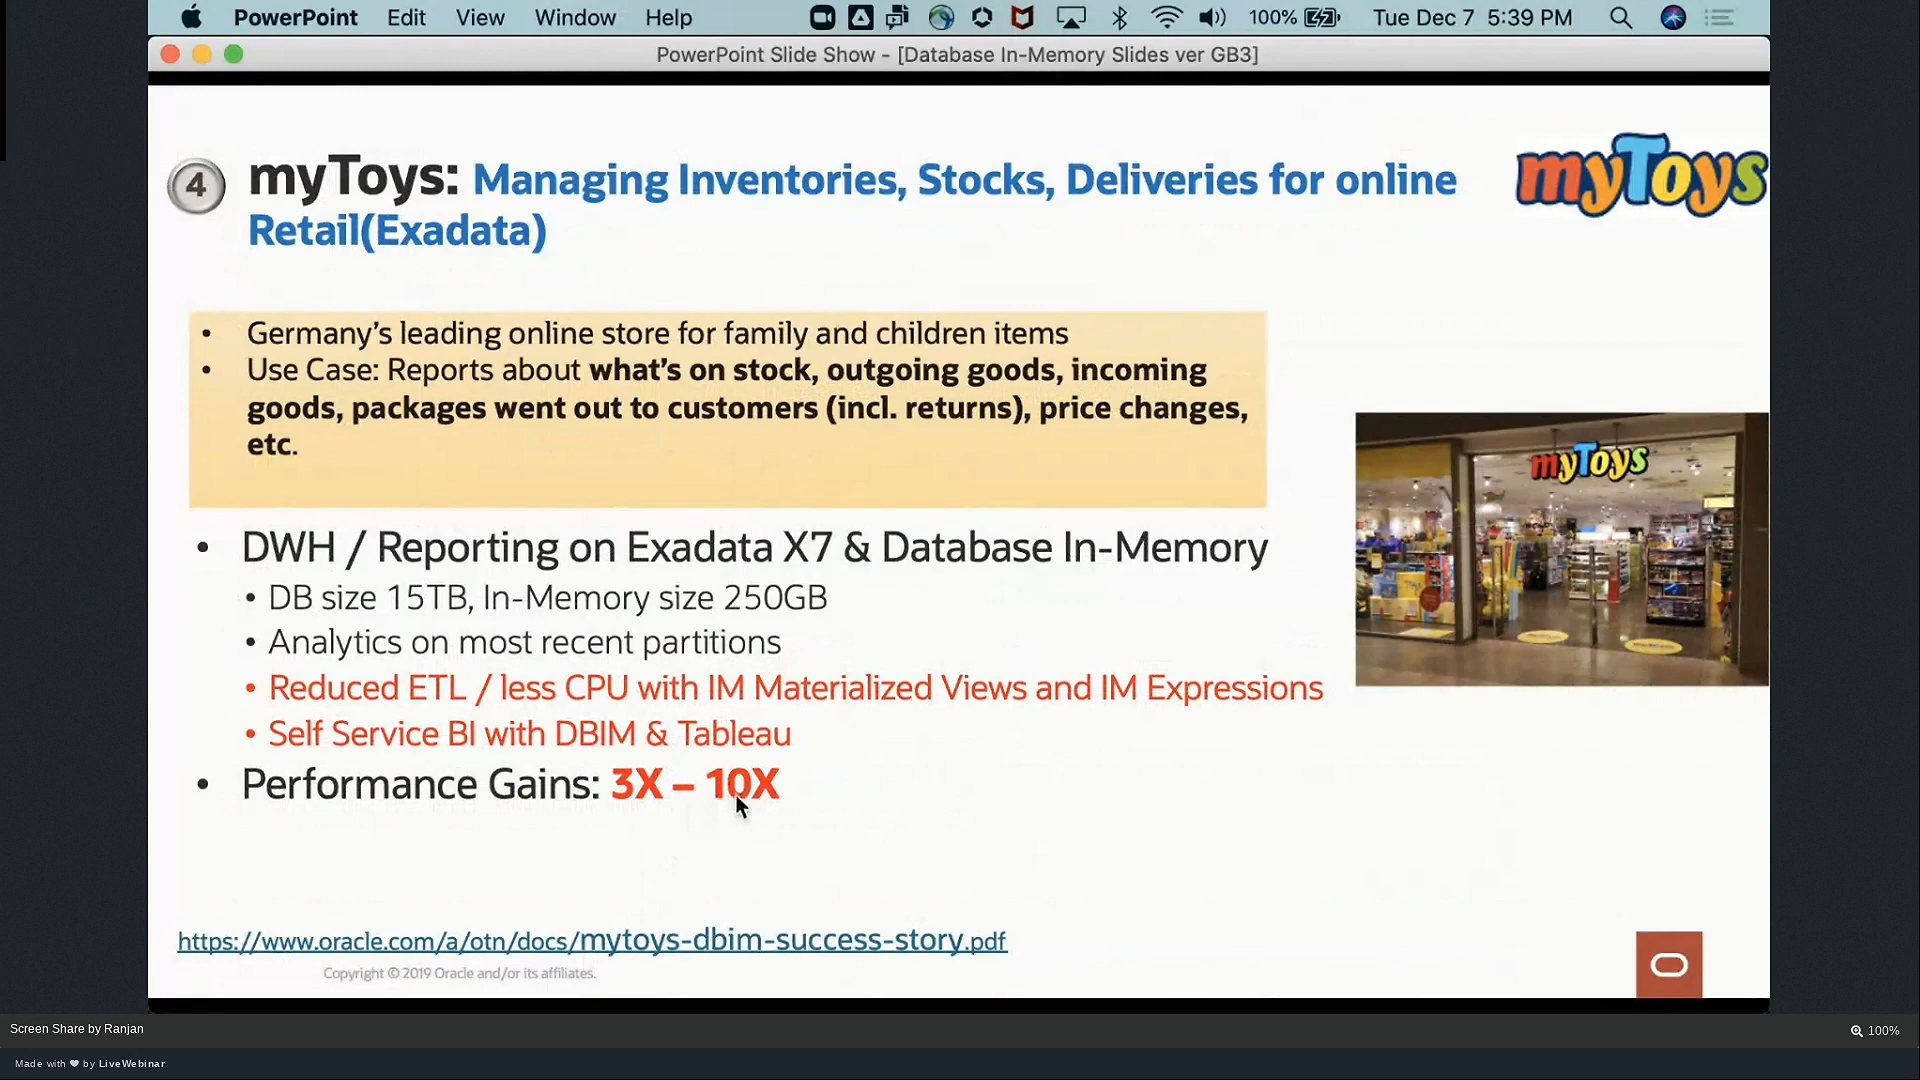 PowerPoint Edit View Window Help 100% Tue Dec 7 5:39 PM
PowerPoint Slide Show - [Database In-Memory Slides ver GB3]
4 myToys: Managing Inventories, Stocks, Deliveries for online
Retail(Exadata)
myToys
• Germany's leading online store for family and children items
• Use Case: Reports about what's on stock, outgoing goods, incoming
goods, packages went out to customers (incl. returns), price changes,
etc.
myToys
• DWH / Reporting on Exadata X7 & Database In-Memory
• DB size 15TB, In-Memory size 250GB
• Analytics on most recent partitions
• Reduced ETL / less CPU with IM Materialized Views and IM Expressions
• Self Service BI with DBIM & Tableau
• Performance Gains: 3X – 10X
https://www.oracle.com/a/otn/docs/mytoys-dbim-success-story.pdf
Copyright © 2019 Oracle and/or its affiliates.
Screen Share by Ranjan
100%
Made with ❤ by LiveWebinar